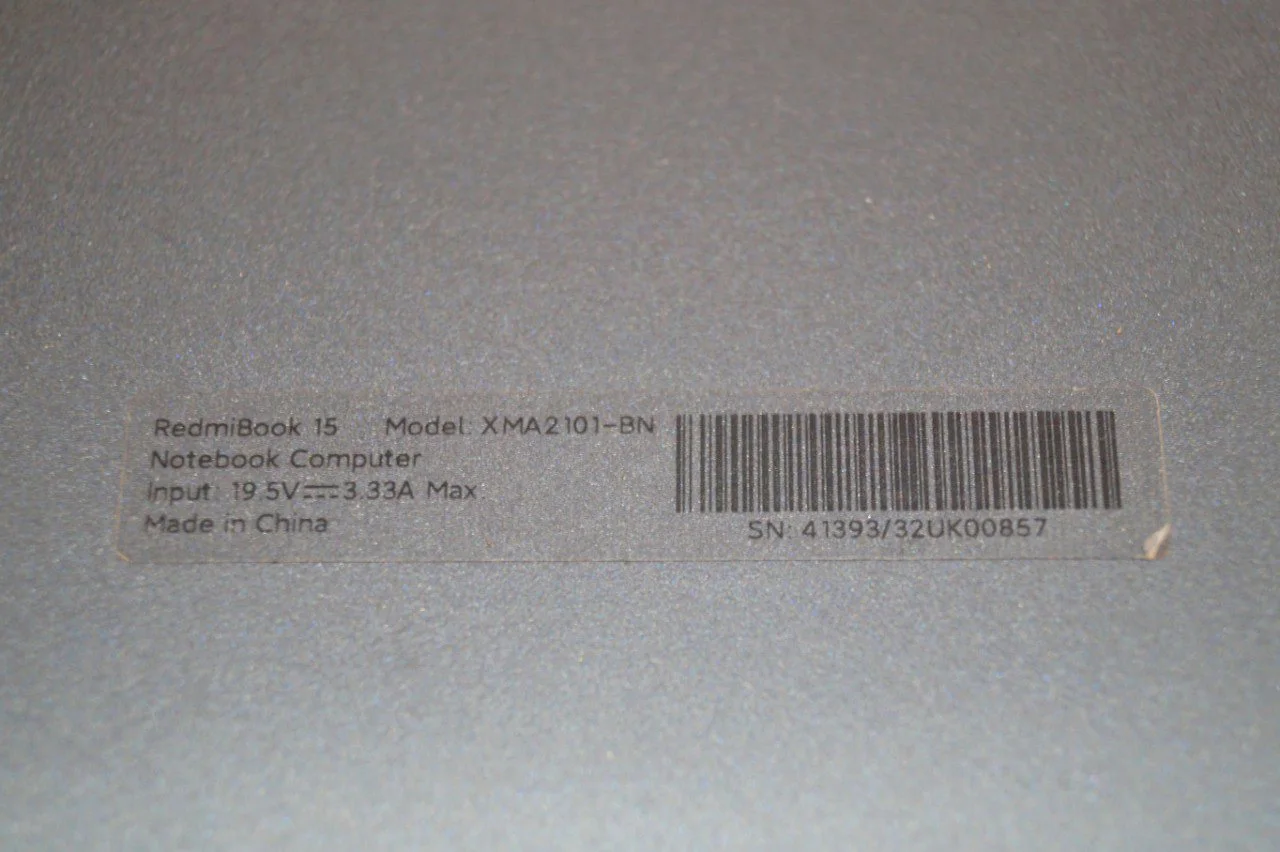 RedmiBook 15 Model: XMA2101-BN
Notebook Computer
Input: 19.5V⎓3.33A Max
Made in China
SN: 41393/32UK00857